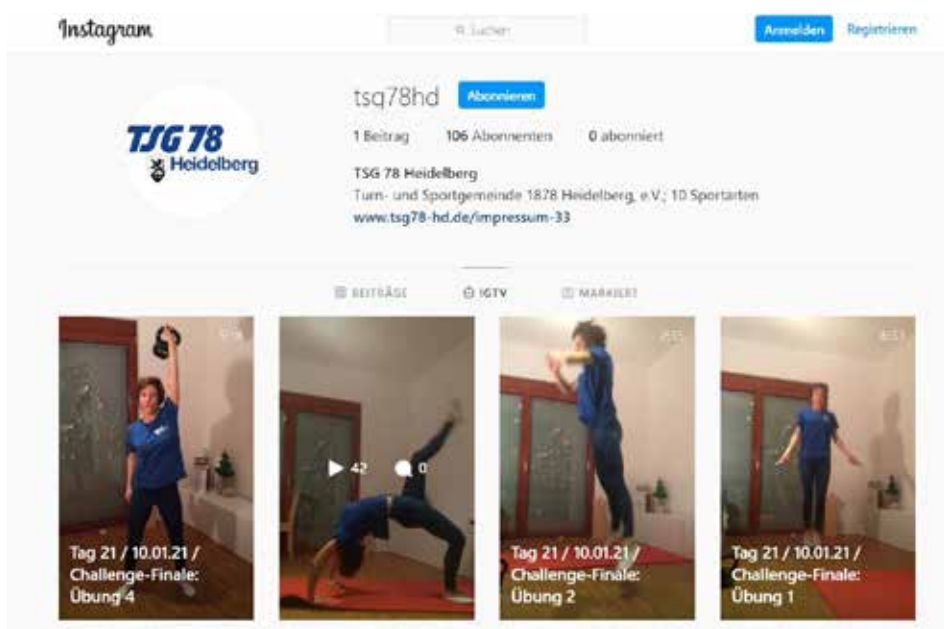 Instagram
Suchen
Anmelden
Registrieren
TSG 78
Heidelberg
tsg78hd
Abonnieren
1 Beitrag 106 Abonnenten 0 abonniert
TSG 78 Heidelberg
Turn- und Sportgemeinde 1878 Heidelberg, e.V.; 10 Sportarten
www.tsg78-hd.de/impressum-33
BEITRÄGE IGTV MARKIERT
42 0
Tag 21 / 10.01.21 /
Challenge-Finale:
Übung 4
Tag 21 / 10.01.21 /
Challenge-Finale:
Übung 2
Tag 21 / 10.01.21 /
Challenge-Finale:
Übung 1